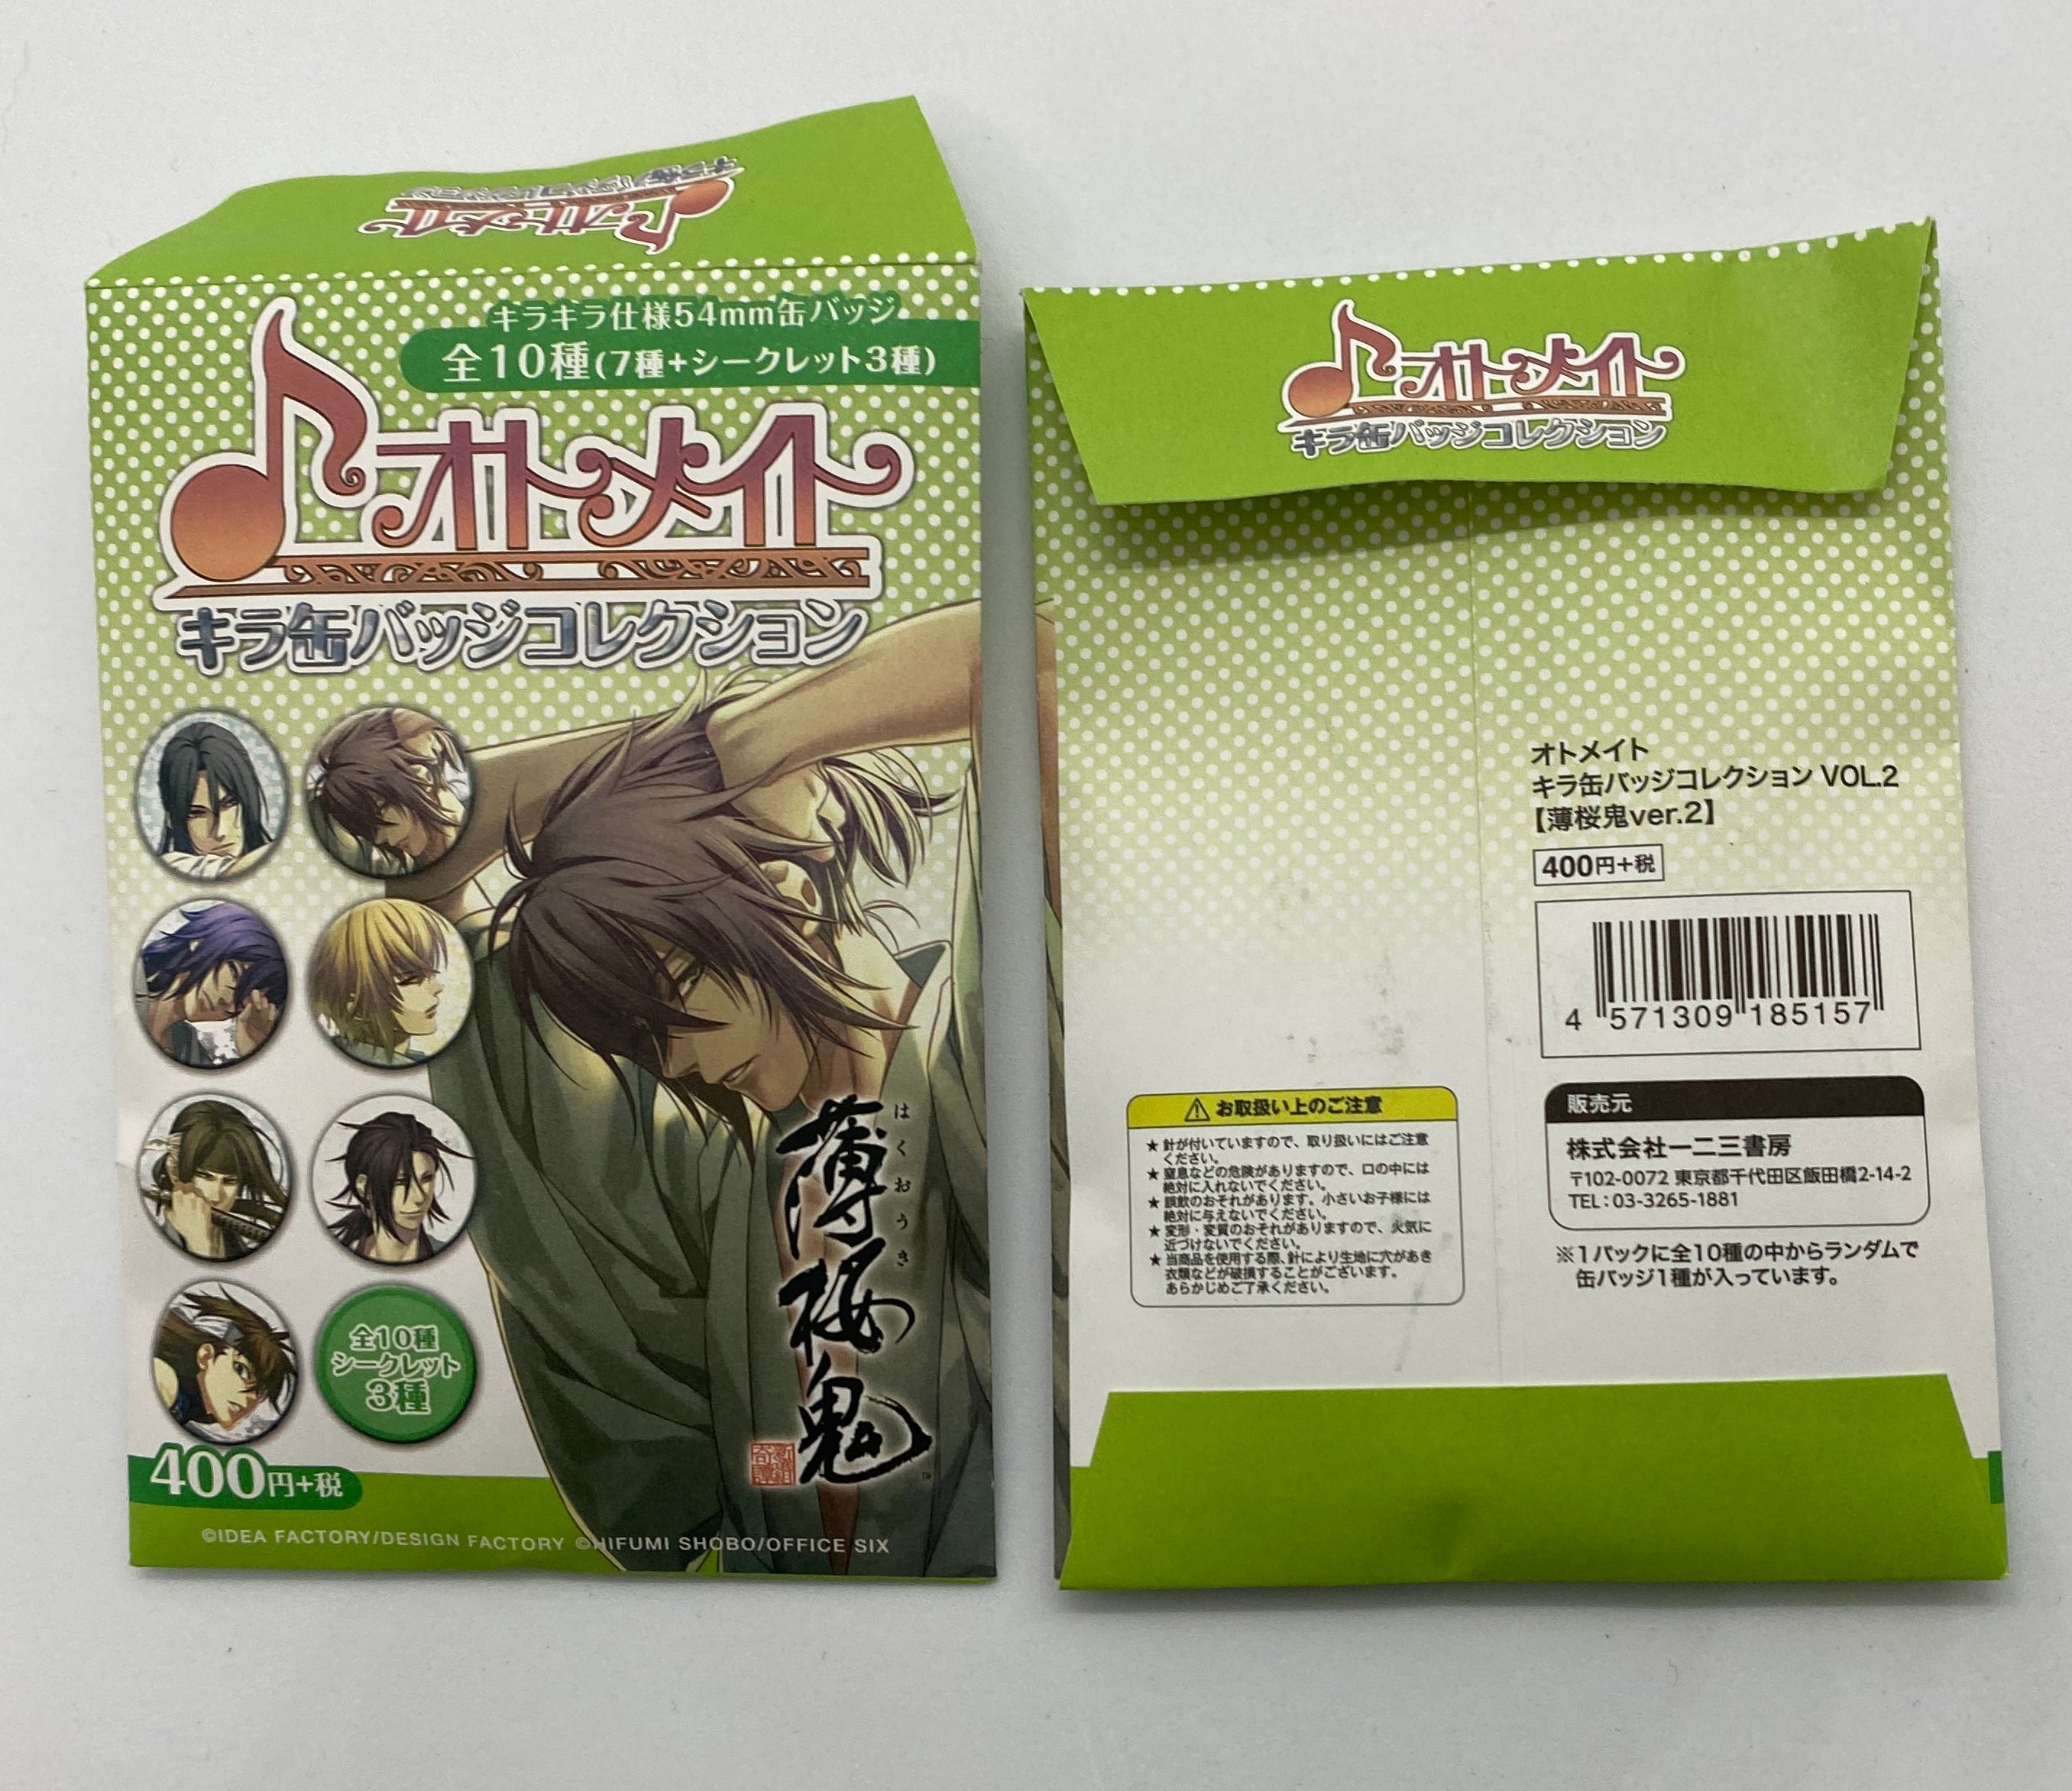 オトメイト
キラ缶バッジコレクション
キラキラ仕様54mm缶バッジ
全10種(7種+シークレット3種)
オトメイト
キラ缶バッジコレクション
はくおうき
薄桜鬼
全10種
シークレット
3種
400円+税
©IDEA FACTORY/DESIGN FACTORY ©HIFUMI SHOBO/OFFICE SIX
オトメイト
キラ缶バッジコレクション
オトメイト
キラ缶バッジコレクション VOL.2
【薄桜鬼ver.2】
400円+税
4 571309 185157
お取扱い上のご注意
★針が付いていますので、取り扱いにはご注意
ください。
★窒息などの危険がありますので、口の中には
絶対に入れないでください。
★誤飲のおそれがあります。小さいお子様には
絶対に与えないでください。
★変形・変質のおそれがありますので、火気に
近づけないでください。
★当商品を使用する際、針により生地に穴があき
衣類などが破損することがございます。
あらかじめご了承ください。
販売元
株式会社一二三書房
〒102-0072 東京都千代田区飯田橋2-14-2
TEL:03-3265-1881
※1パックに全10種の中からランダムで
缶バッジ1種が入っています。